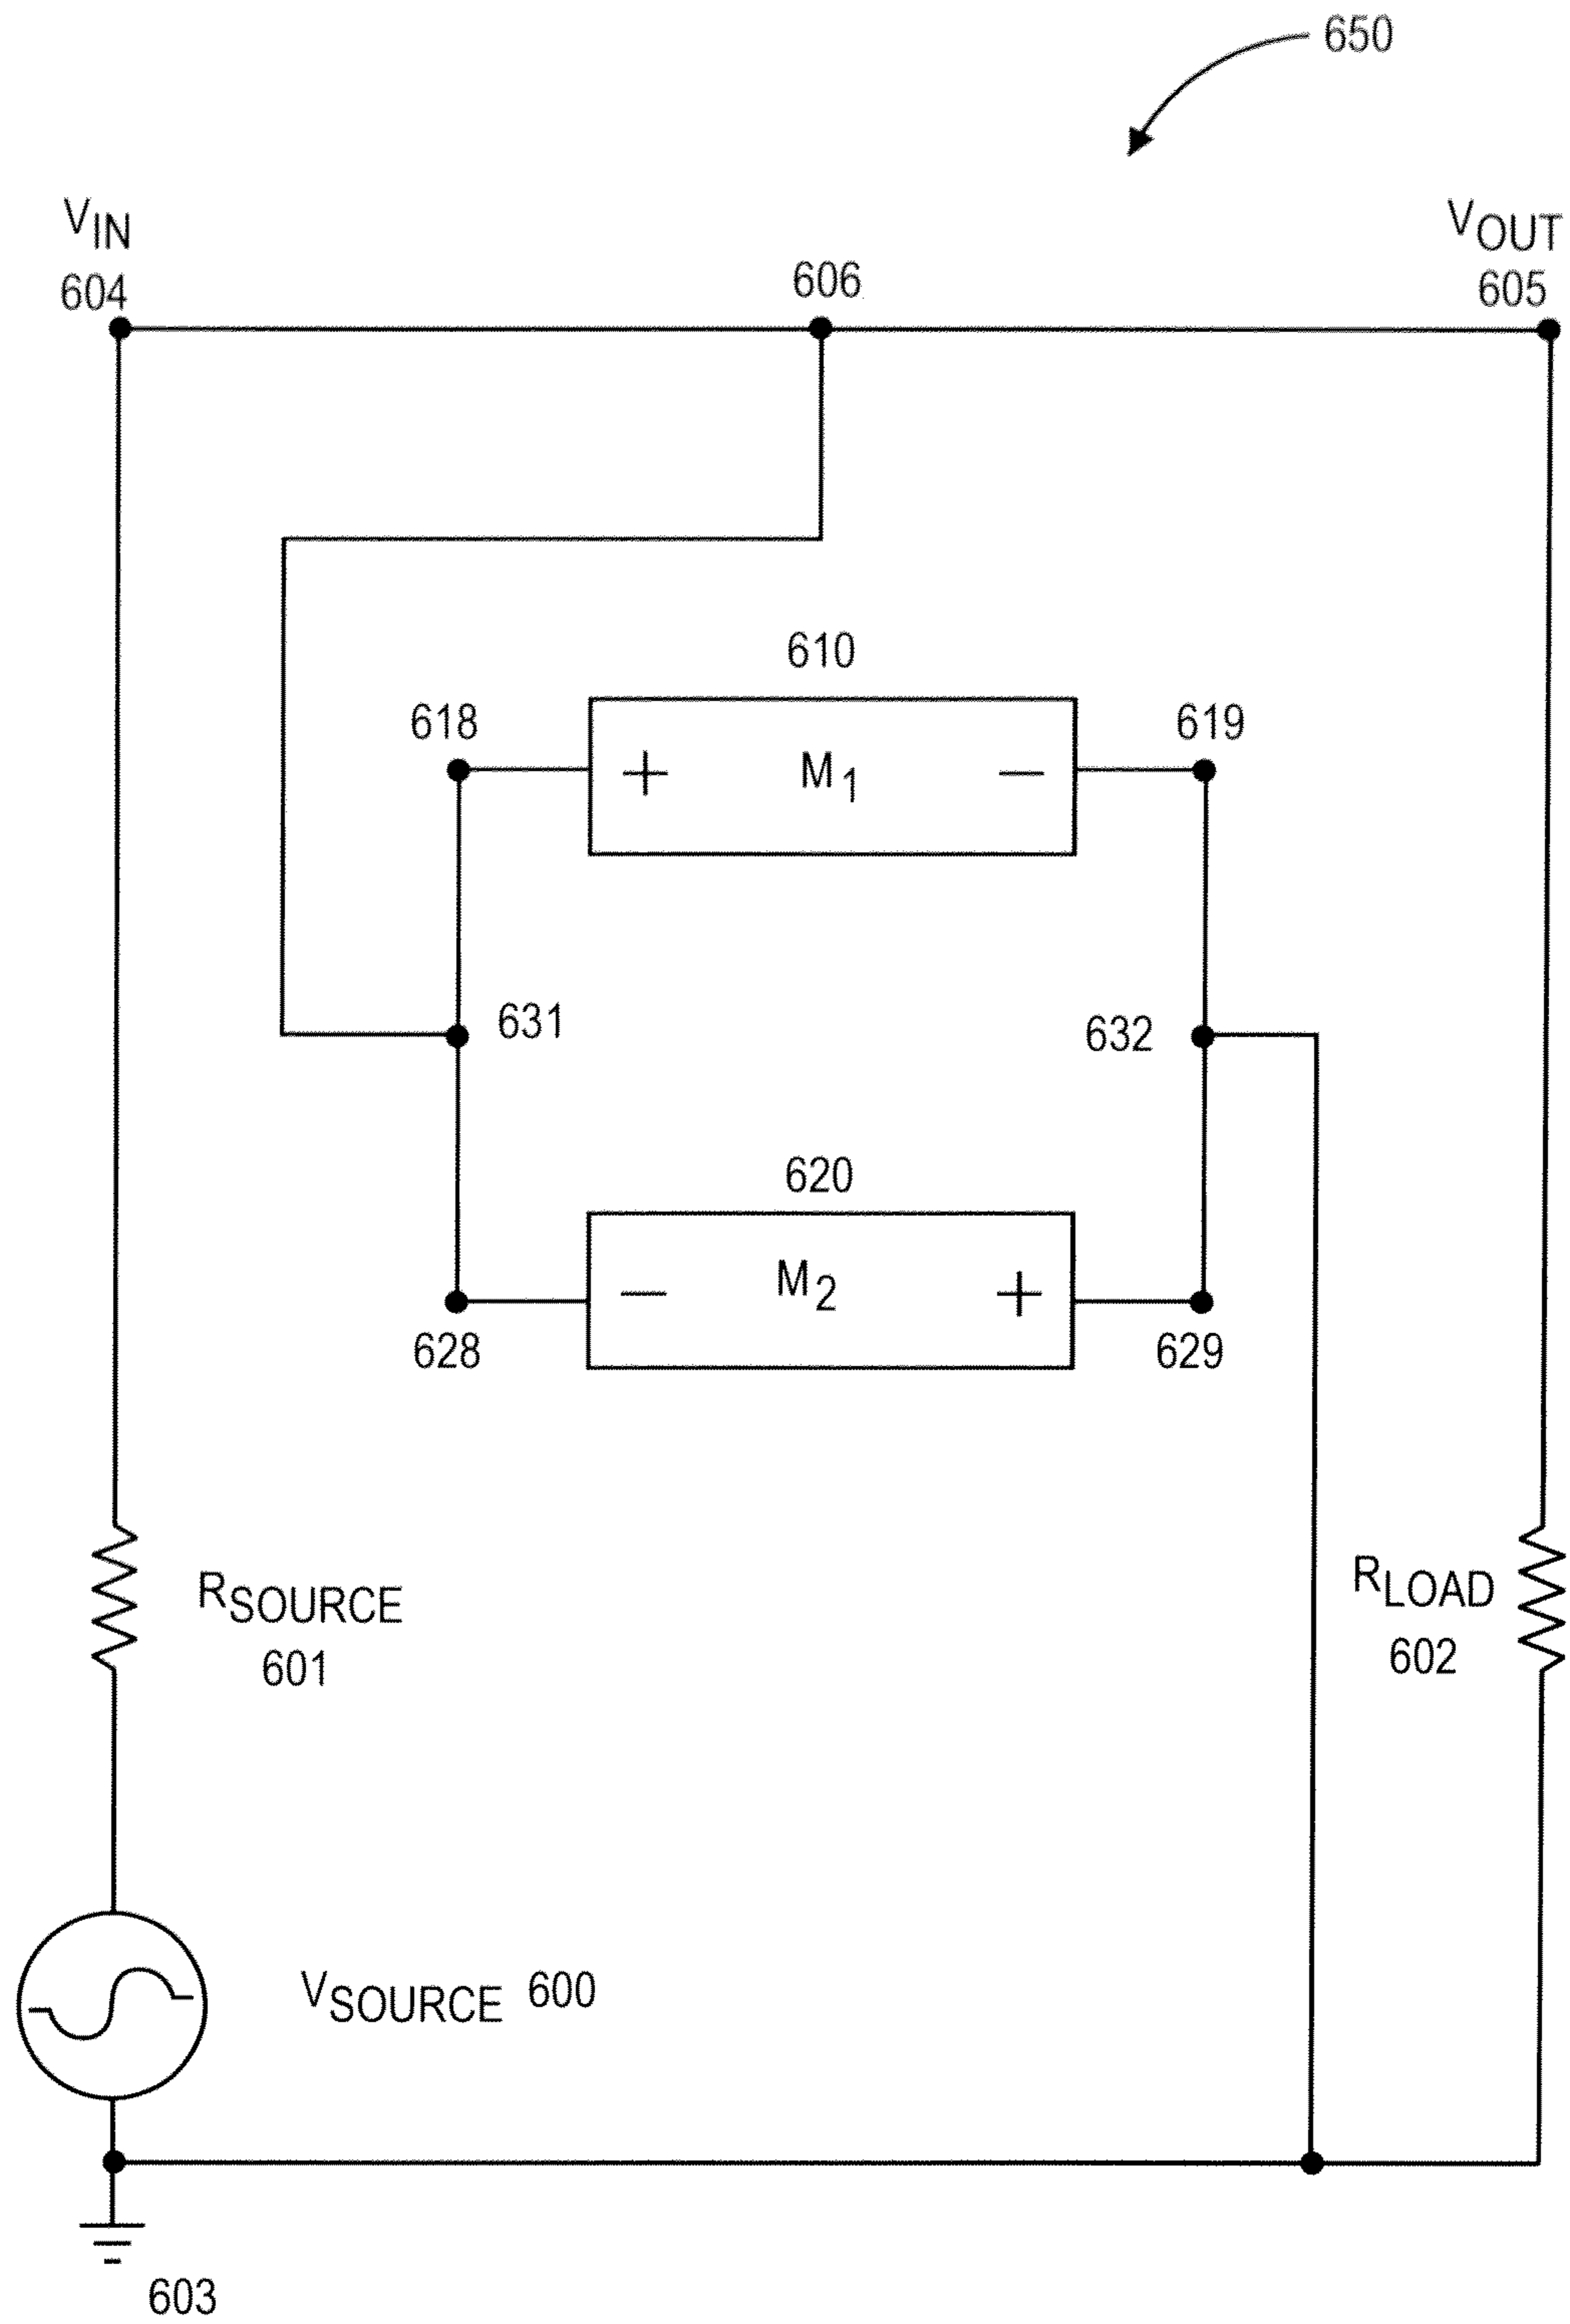 650
VIN
604
606
VOUT
605
610
618
+ M1 −
619
631
632
620
− M2 +
628
629
RSOURCE
601
RLOAD
602
VSOURCE 600
603